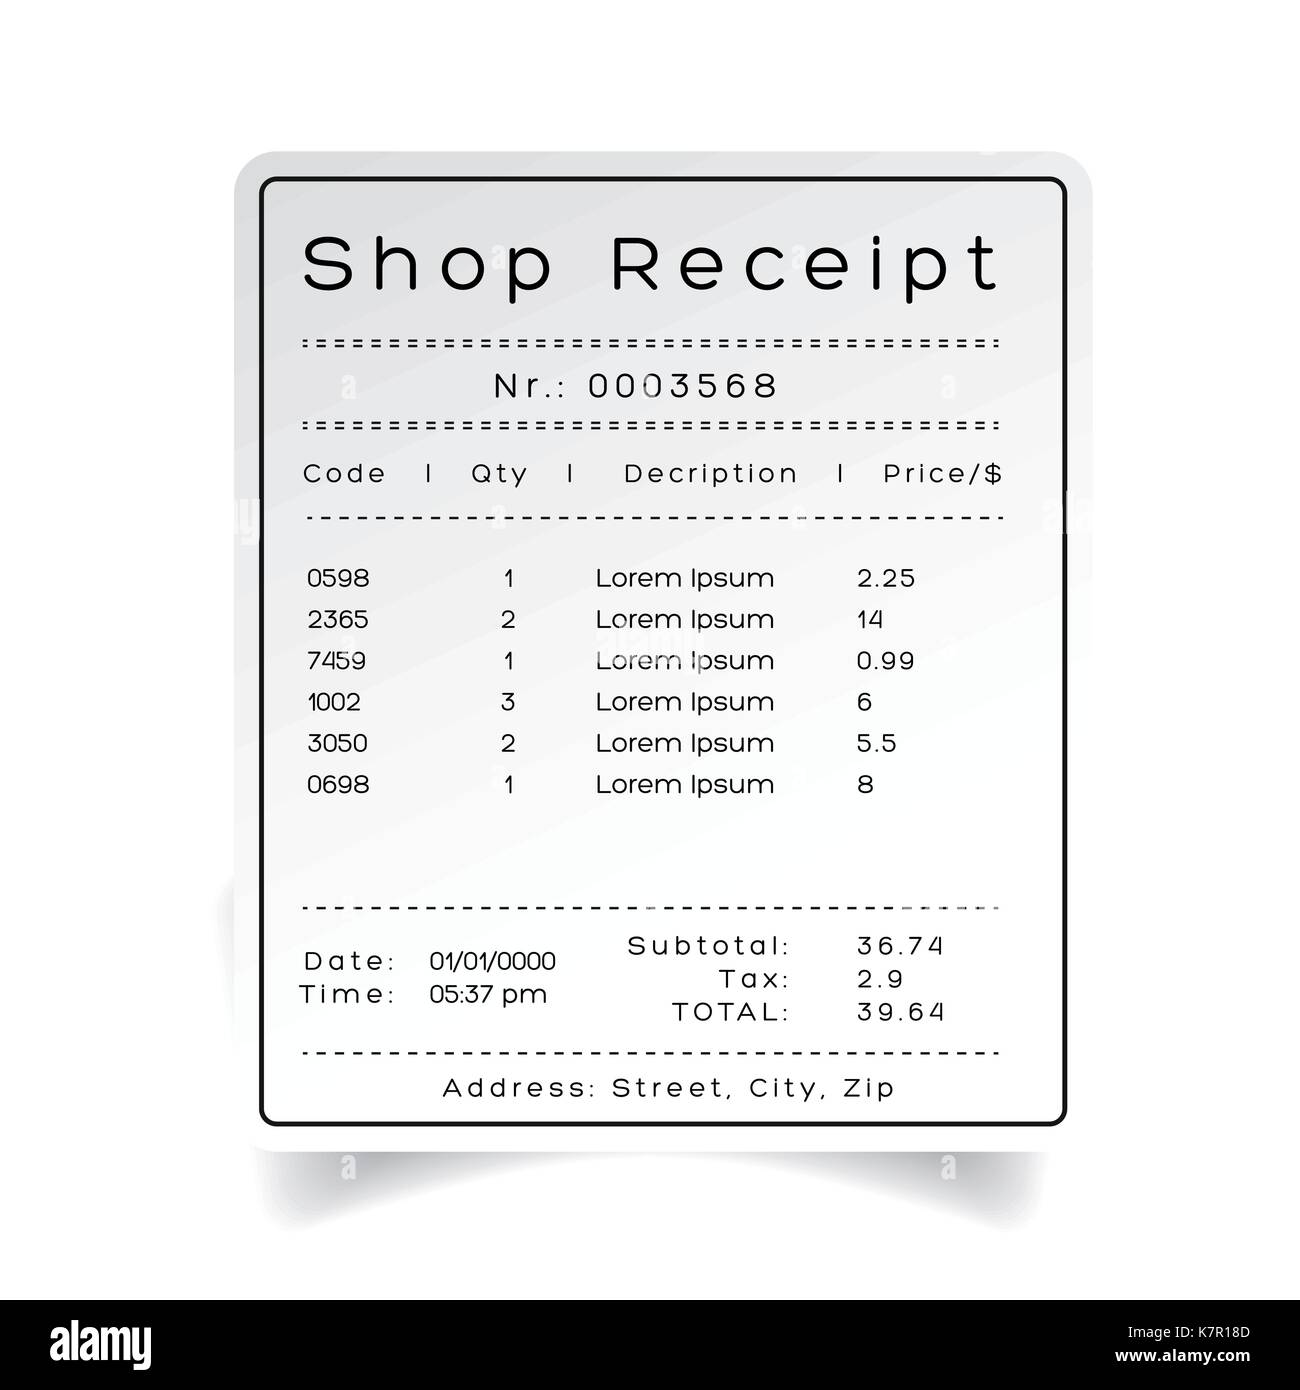 Shop Receipt
Nr.: 0003568
Code | Qty | Decription | Price/$
0598 1 Lorem Ipsum 2.25
2365 2 Lorem Ipsum 14
7459 1 Lorem Ipsum 0.99
1002 3 Lorem Ipsum 6
3050 2 Lorem Ipsum 5.5
0698 1 Lorem Ipsum 8
Subtotal: 36.74
Date: 01/01/0000
Tax: 2.9
Time: 05:37 pm
TOTAL: 39.64
Address: Street, City, Zip
alamy
a
alamy stock photo
K7R18D
www.alamy.com